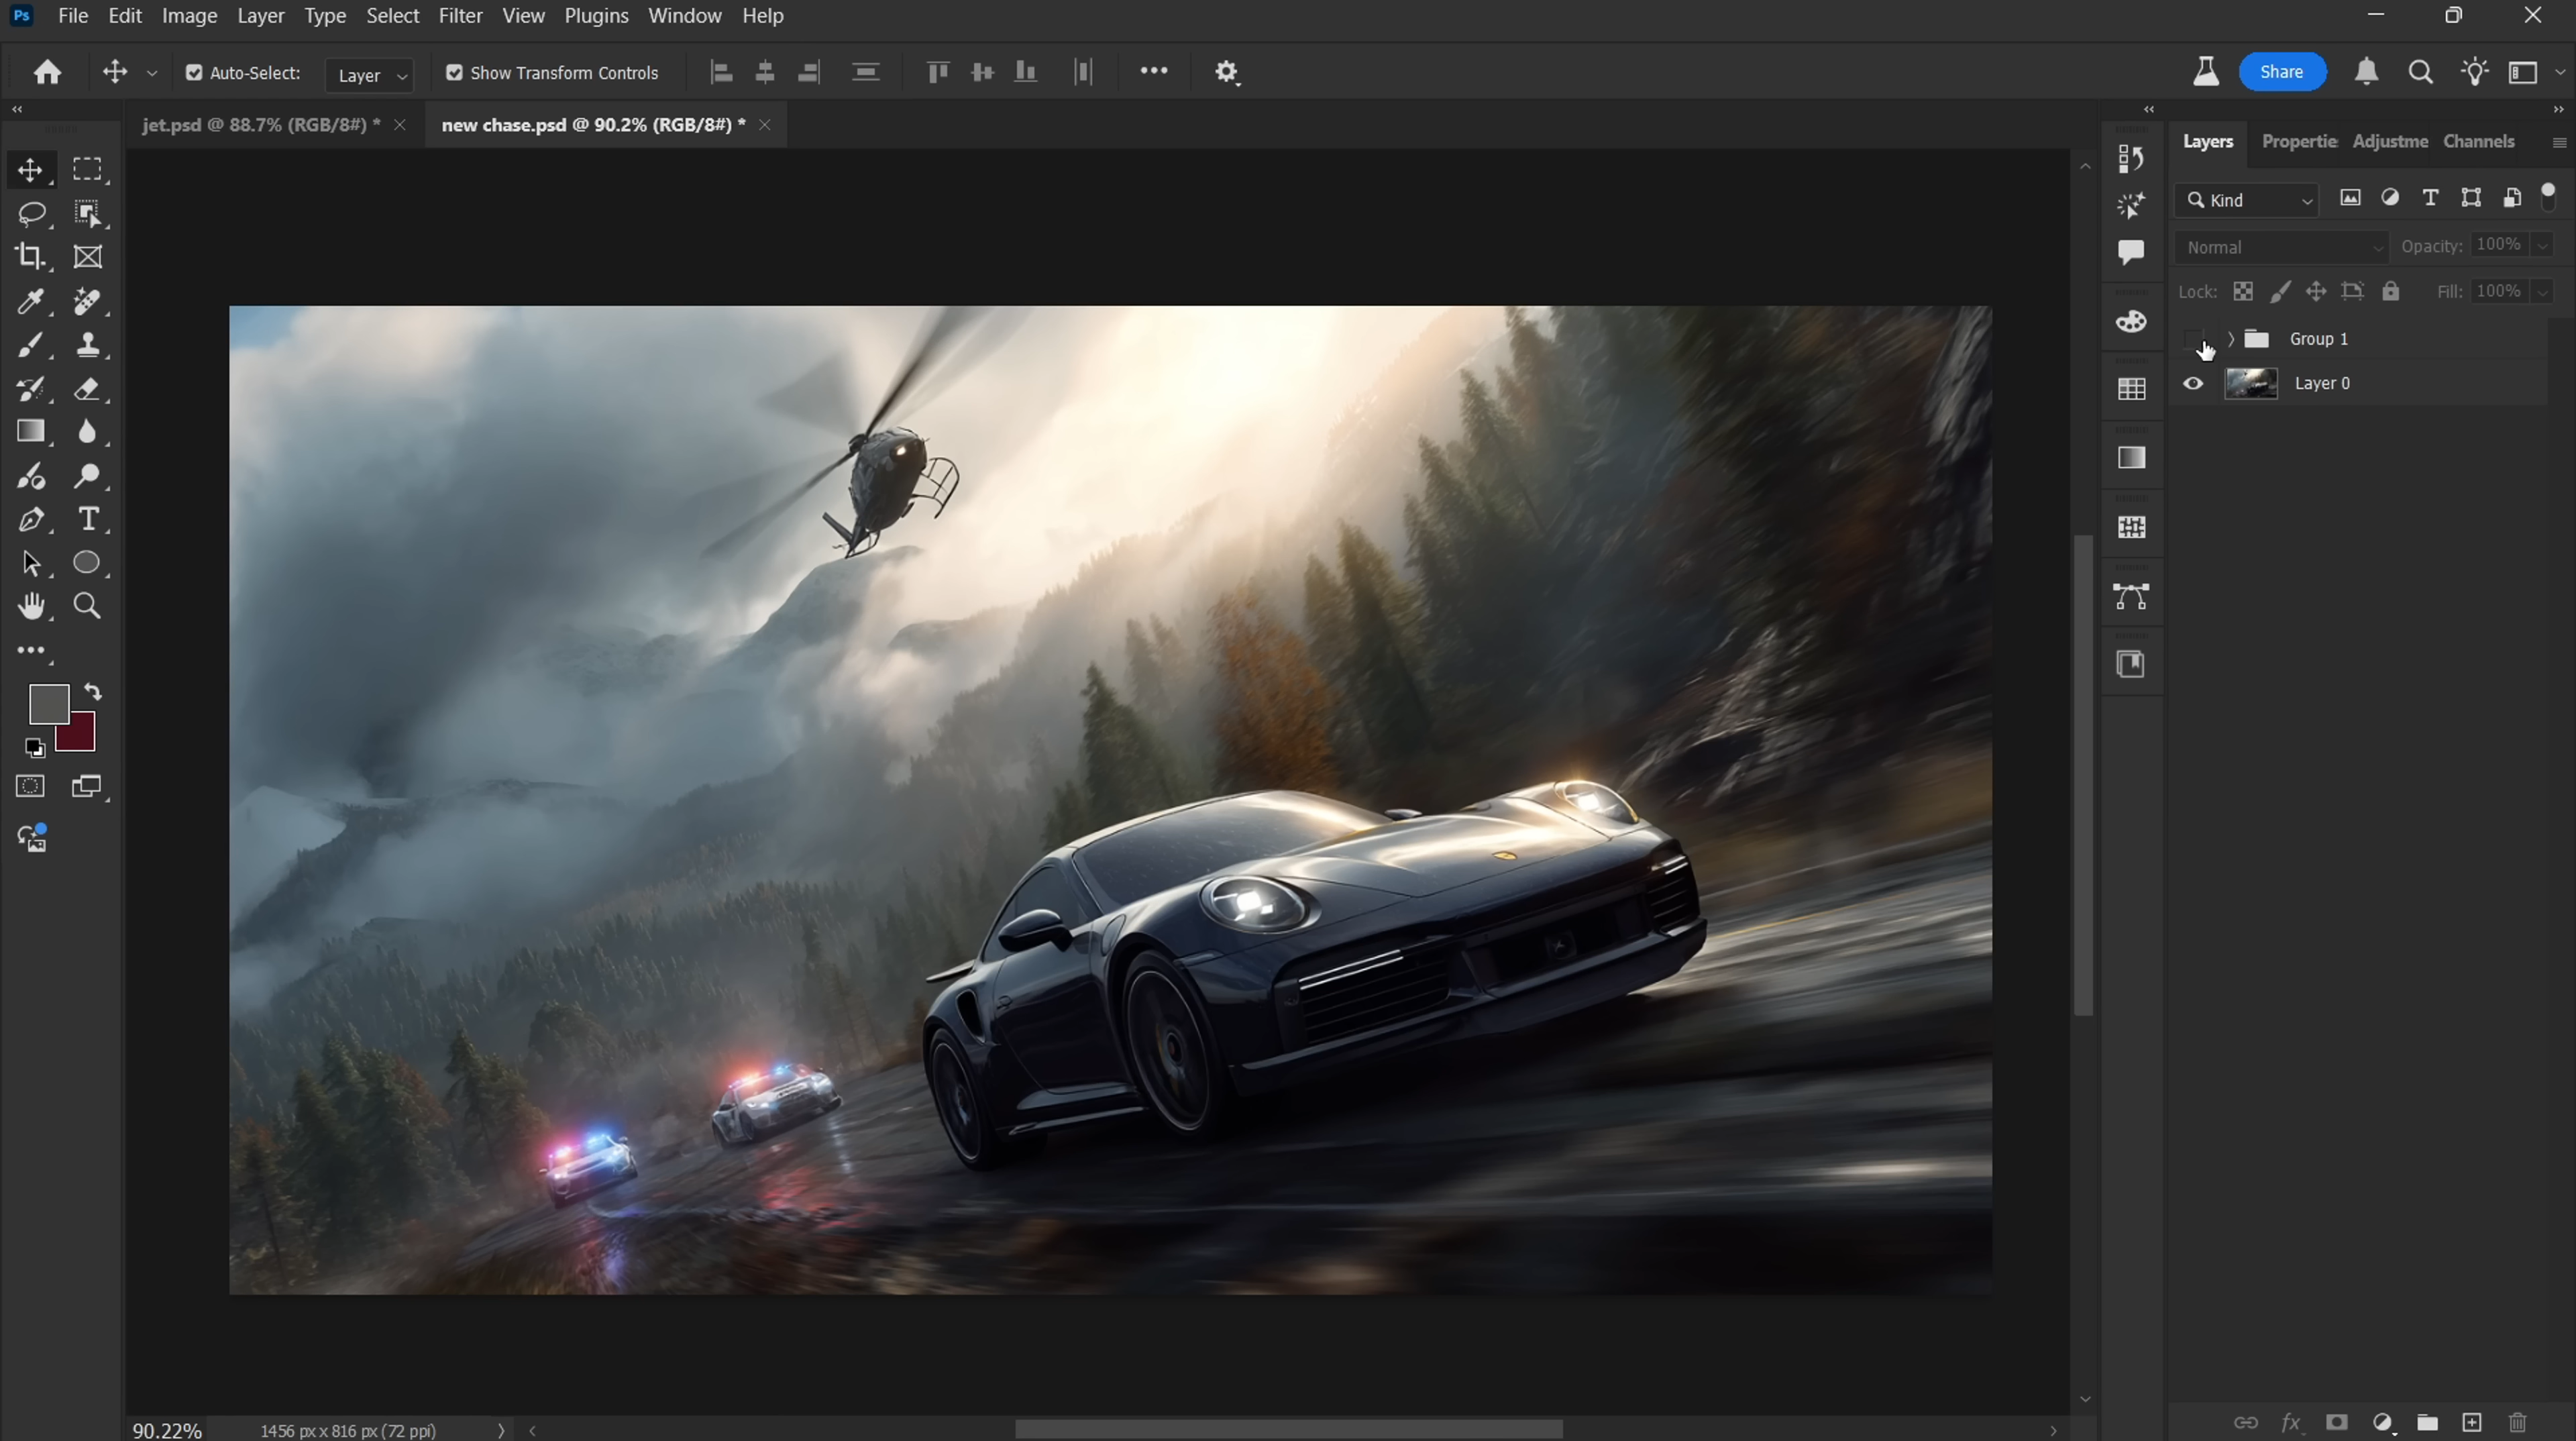 Ps File Edit Image Layer Type Select Filter View Plugins Window Help
Auto-Select: Layer Show Transform Controls Share
jet.psd @ 88.7% (RGB/8#) * new chase.psd @ 90.2% (RGB/8#) *
Layers Propertie Adjustme Channels
Kind
Normal Opacity: 100%
Lock: Fill: 100%
Group 1
Layer 0
90.22% 1456 px x 816 px (72 ppi)